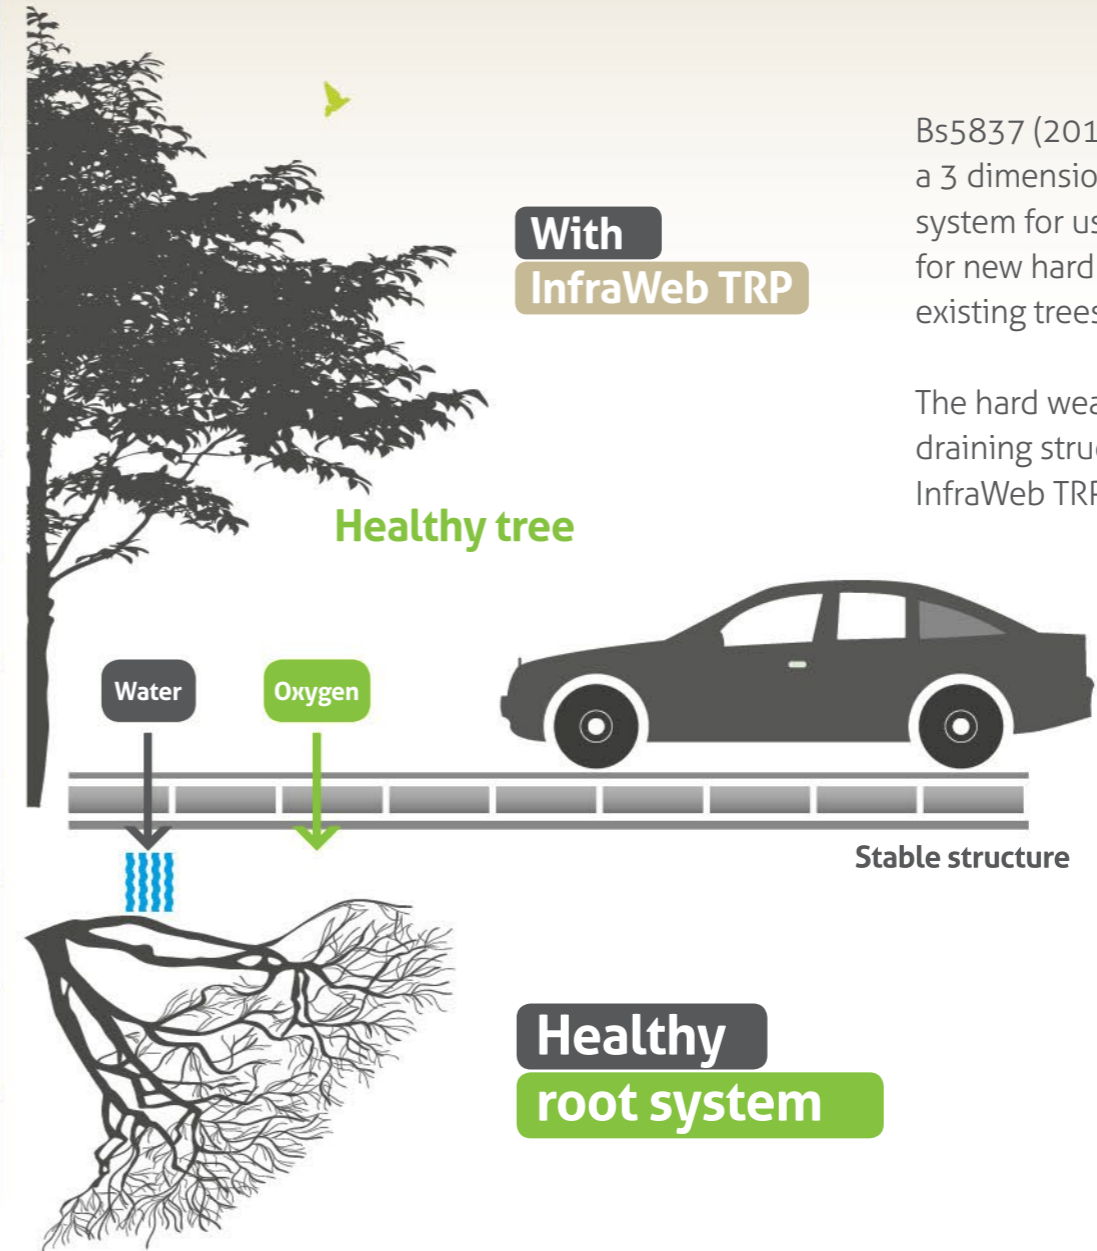 Bs5837 (201
a 3 dimensio
system for us
for new hard
existing trees
The hard wea
draining struc
InfraWeb TRP
With
InfraWeb TRP
Healthy tree
Water
Oxygen
Stable structure
Healthy
root system